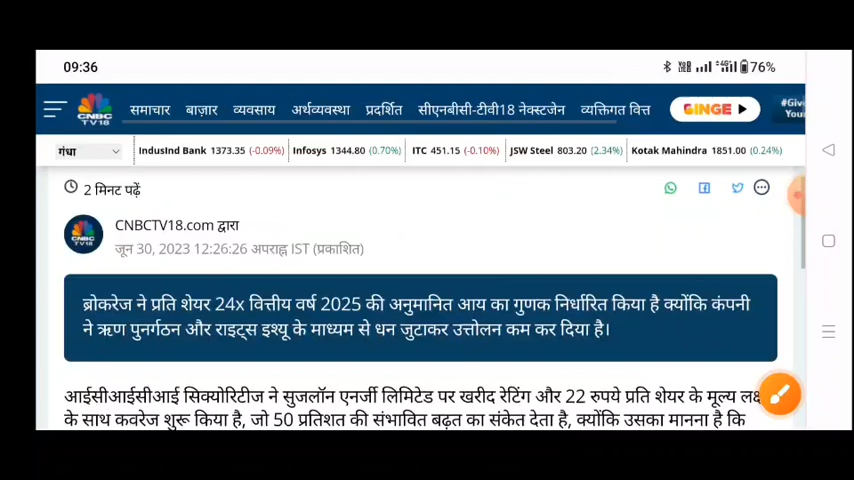 09:36
76%
CNBC TV18 समाचार बाज़ार व्यवसाय अर्थव्यवस्था प्रदर्शित सीएनबीसी-टीवी18 नेक्स्टजेन व्यक्तिगत वित्त BINGE #Give
गंधा IndusInd Bank 1373.35 (-0.09%) Infosys 1344.80 (0.70%) ITC 451.15 (-0.10%) JSW Steel 803.20 (2.34%) Kotak Mahindra 1851.00 (0.24%)
2 मिनट पढ़ें
CNBCTV18.com द्वारा
जून 30, 2023 12:26:26 अपराह्न IST (प्रकाशित)
ब्रोकरेज ने प्रति शेयर 24x वित्तीय वर्ष 2025 की अनुमानित आय का गुणक निर्धारित किया है क्योंकि कंपनी
ने ऋण पुनर्गठन और राइट्स इश्यू के माध्यम से धन जुटाकर उत्तोलन कम कर दिया है।
आईसीआईसीआई सिक्योरिटीज ने सुजलॉन एनर्जी लिमिटेड पर खरीद रेटिंग और 22 रुपये प्रति शेयर के मूल्य
के साथ कवरेज शुरू किया है, जो 50 प्रतिशत की संभावित बढ़त का संकेत देता है, क्योंकि उसका मानना है कि